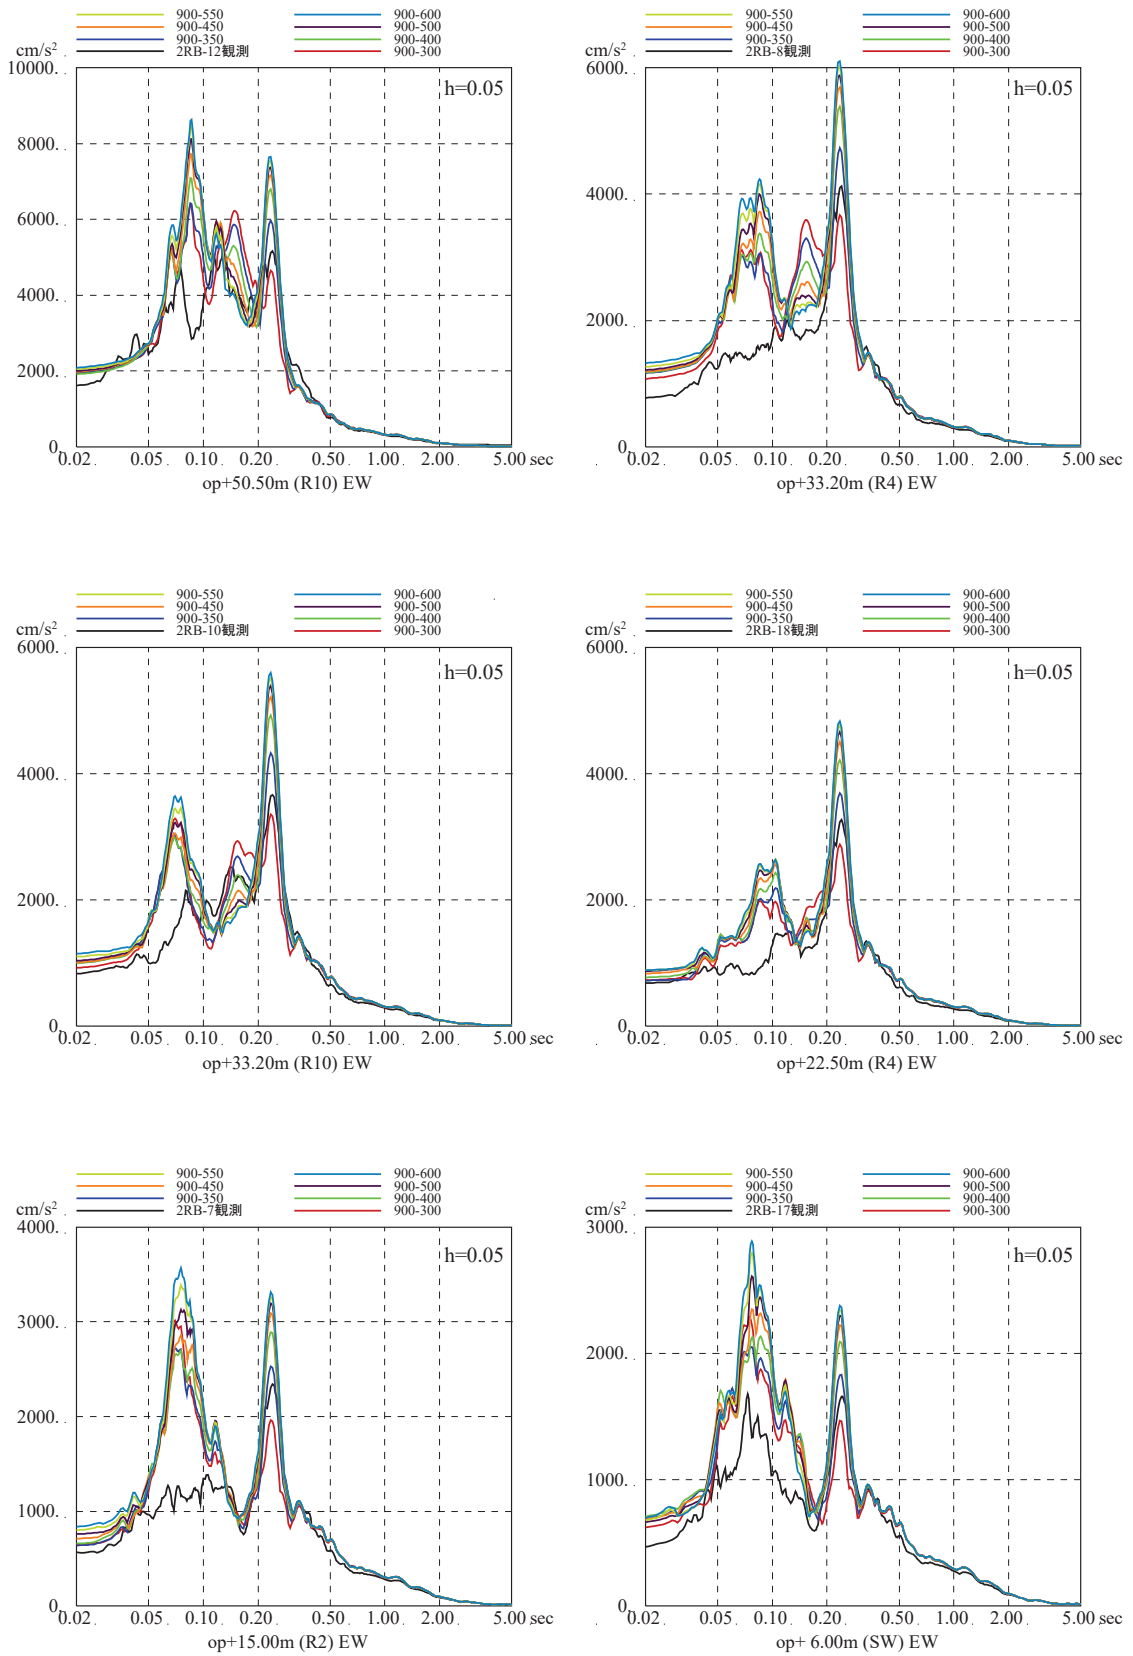 900-550 900-600
900-450 900-500
900-350 900-400
2RB-12観測 900-300
cm/s²
10000.
h=0.05
8000.
6000.
4000.
2000.
0.
0.02 0.05 0.10 0.20 0.50 1.00 2.00 5.00 sec
op+50.50m (R10) EW
900-550 900-600
900-450 900-500
900-350 900-400
2RB-8観測 900-300
cm/s²
6000.
h=0.05
4000.
2000.
0.
0.02 0.05 0.10 0.20 0.50 1.00 2.00 5.00 sec
op+33.20m (R4) EW
900-550 900-600
900-450 900-500
900-350 900-400
2RB-10観測 900-300
cm/s²
6000.
h=0.05
4000.
2000.
0.
0.02 0.05 0.10 0.20 0.50 1.00 2.00 5.00 sec
op+33.20m (R10) EW
900-550 900-600
900-450 900-500
900-350 900-400
2RB-18観測 900-300
cm/s²
6000.
h=0.05
4000.
2000.
0.
0.02 0.05 0.10 0.20 0.50 1.00 2.00 5.00 sec
op+22.50m (R4) EW
900-550 900-600
900-450 900-500
900-350 900-400
2RB-7観測 900-300
cm/s²
4000.
h=0.05
3000.
2000.
1000.
0.
0.02 0.05 0.10 0.20 0.50 1.00 2.00 5.00 sec
op+15.00m (R2) EW
900-550 900-600
900-450 900-500
900-350 900-400
2RB-17観測 900-300
cm/s²
3000.
h=0.05
2000.
1000.
0.
0.02 0.05 0.10 0.20 0.50 1.00 2.00 5.00 sec
op+ 6.00m (SW) EW